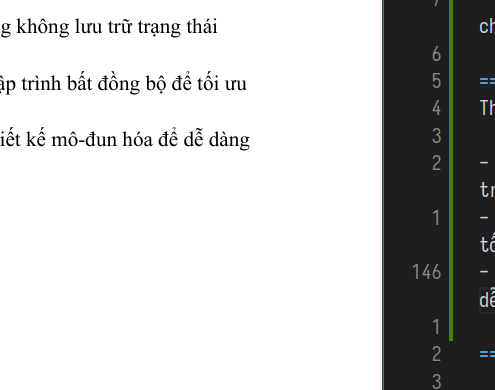 g không lưu trữ trạng thái
ập trình bất đồng bộ để tối ưu
iết kế mô-đun hóa để dễ dàng
7
ch
6
5 ==
4 Th
3
2 -
tr
1 -
tố
146 -
dễ
1
2 ==
3